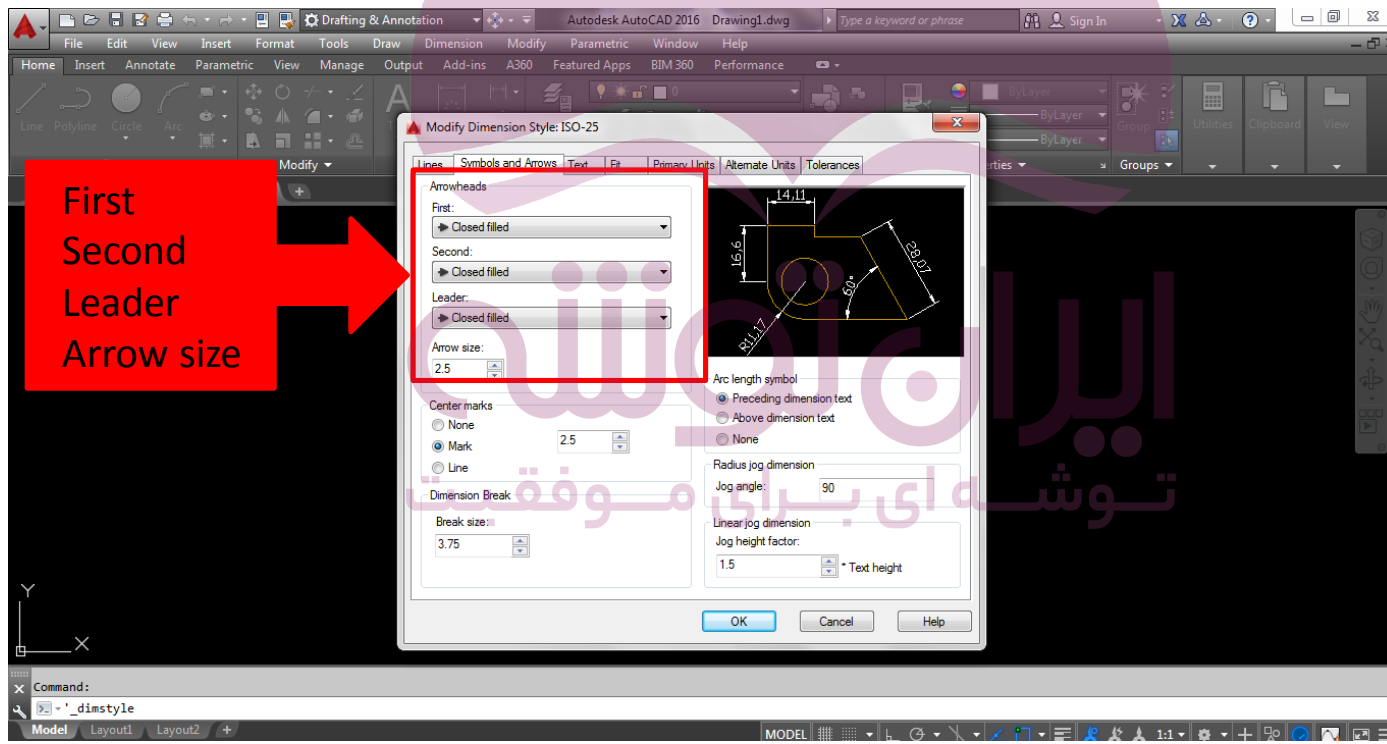 Drafting & Annotation
Autodesk AutoCAD 2016 Drawing1.dwg
Type a keyword or phrase
Sign In
File Edit View Insert Format Tools Draw Dimension Modify Parametric Window Help
Home Insert Annotate Parametric View Manage Output Add-ins A360 Featured Apps BIM 360 Performance
0
ByLayer
Line Polyline Circle Arc
ByLayer
ByLayer
Group
Utilities Clipboard View
Modify
Groups
First
Second
Leader
Arrow size
Modify Dimension Style: ISO-25
Lines Symbols and Arrows Text Fit Primary Units Alternate Units Tolerances
Arrowheads
First:
Closed filled
Second:
Closed filled
Leader:
Closed filled
Arrow size:
2.5
Center marks
None
Mark
2.5
Line
Dimension Break
Break size:
3.75
14,11
16,6
28,07
60°
R11,17
Arc length symbol
Preceding dimension text
Above dimension text
None
Radius jog dimension
Jog angle:
90
Linear jog dimension
Jog height factor:
1.5
* Text height
OK Cancel Help
ایران توشه
توشه ای برای موفقیت
Y
X
Command:
'_dimstyle
Model Layout1 Layout2 +
MODEL
1:1